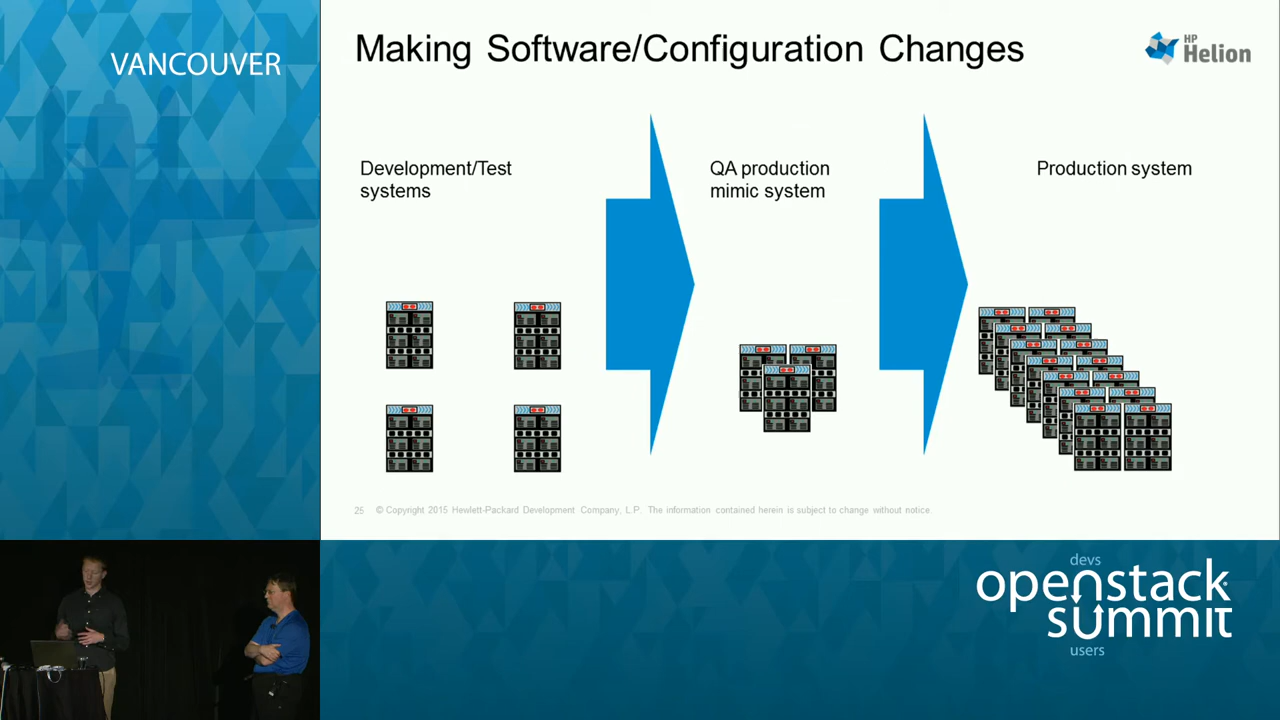 VANCOUVER
Making Software/Configuration Changes
HP
Helion
Development/Test
systems
QA production
mimic system
Production system
25 © Copyright 2015 Hewlett-Packard Development Company, L.P. The information contained herein is subject to change without notice
devs
openstack
summit
users